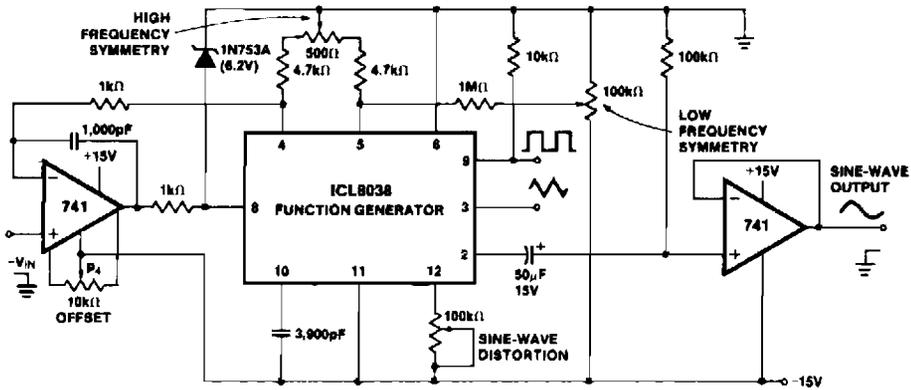 HIGH
FREQUENCY
SYMMETRY
1N753A
(6.2V)
500Ω
4.7kΩ
4.7kΩ
10kΩ
100kΩ
1kΩ
1MΩ
100kΩ
LOW
FREQUENCY
SYMMETRY
1,000pF
+15V
741
1kΩ
4
5
6
ICL8038
FUNCTION GENERATOR
8
9
3
2
10
11
12
+15V
741
SINE-WAVE
OUTPUT
-VIN
P4
10kΩ
OFFSET
+
50µF
15V
3,900pF
100kΩ
SINE-WAVE
DISTORTION
-15V